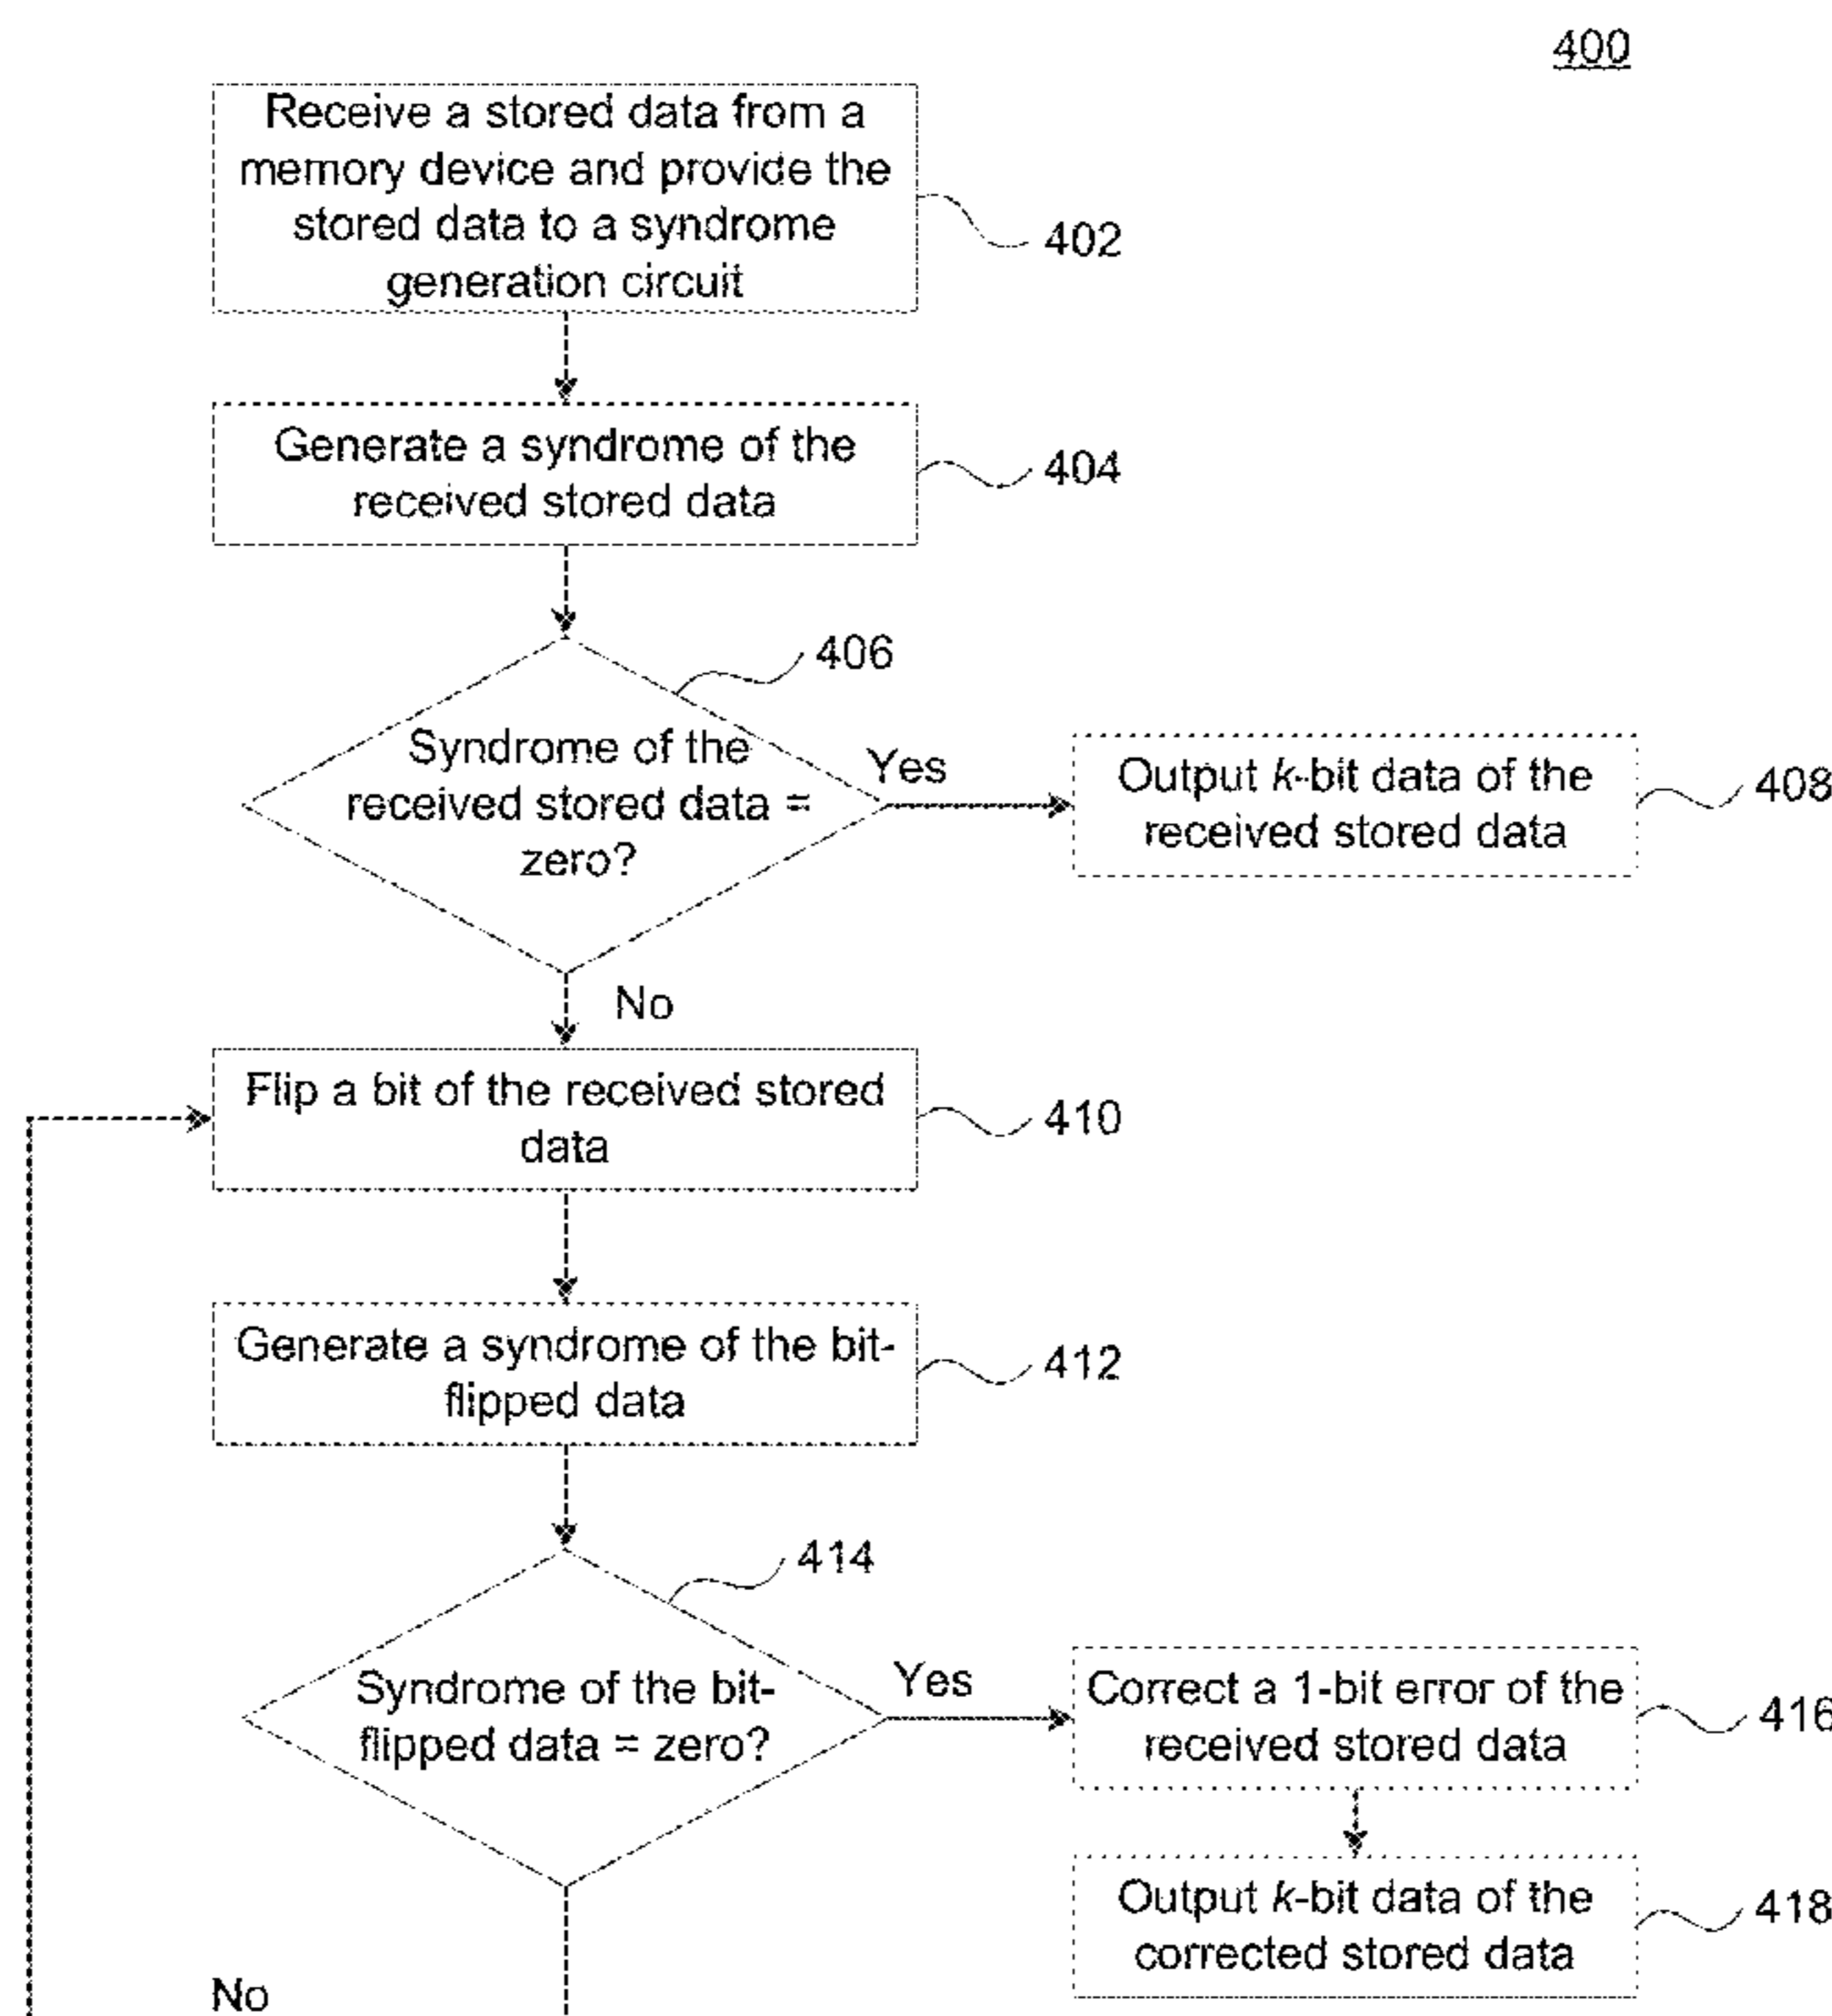 400
Receive a stored data from a
memory device and provide the
stored data to a syndrome
generation circuit
402
Generate a syndrome of the
received stored data
404
406
Syndrome of the
received stored data =
zero?
Yes
Output k-bit data of the
received stored data
408
No
Flip a bit of the received stored
data
410
Generate a syndrome of the bit-
flipped data
412
414
Syndrome of the bit-
flipped data = zero?
Yes
Correct a 1-bit error of the
received stored data
416
Output k-bit data of the
corrected stored data
418
No